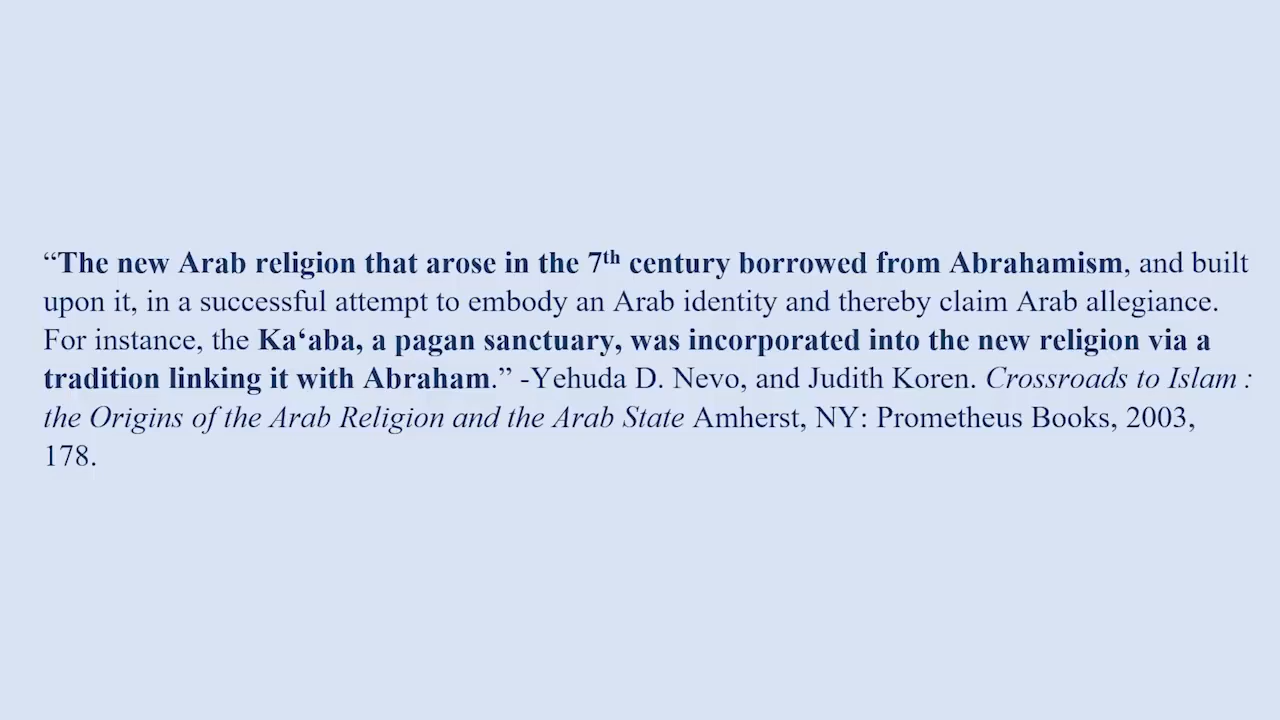 “The new Arab religion that arose in the 7th century borrowed from Abrahamism, and built
upon it, in a successful attempt to embody an Arab identity and thereby claim Arab allegiance.
For instance, the Ka‘aba, a pagan sanctuary, was incorporated into the new religion via a
tradition linking it with Abraham.” -Yehuda D. Nevo, and Judith Koren. Crossroads to Islam :
the Origins of the Arab Religion and the Arab State Amherst, NY: Prometheus Books, 2003,
178.